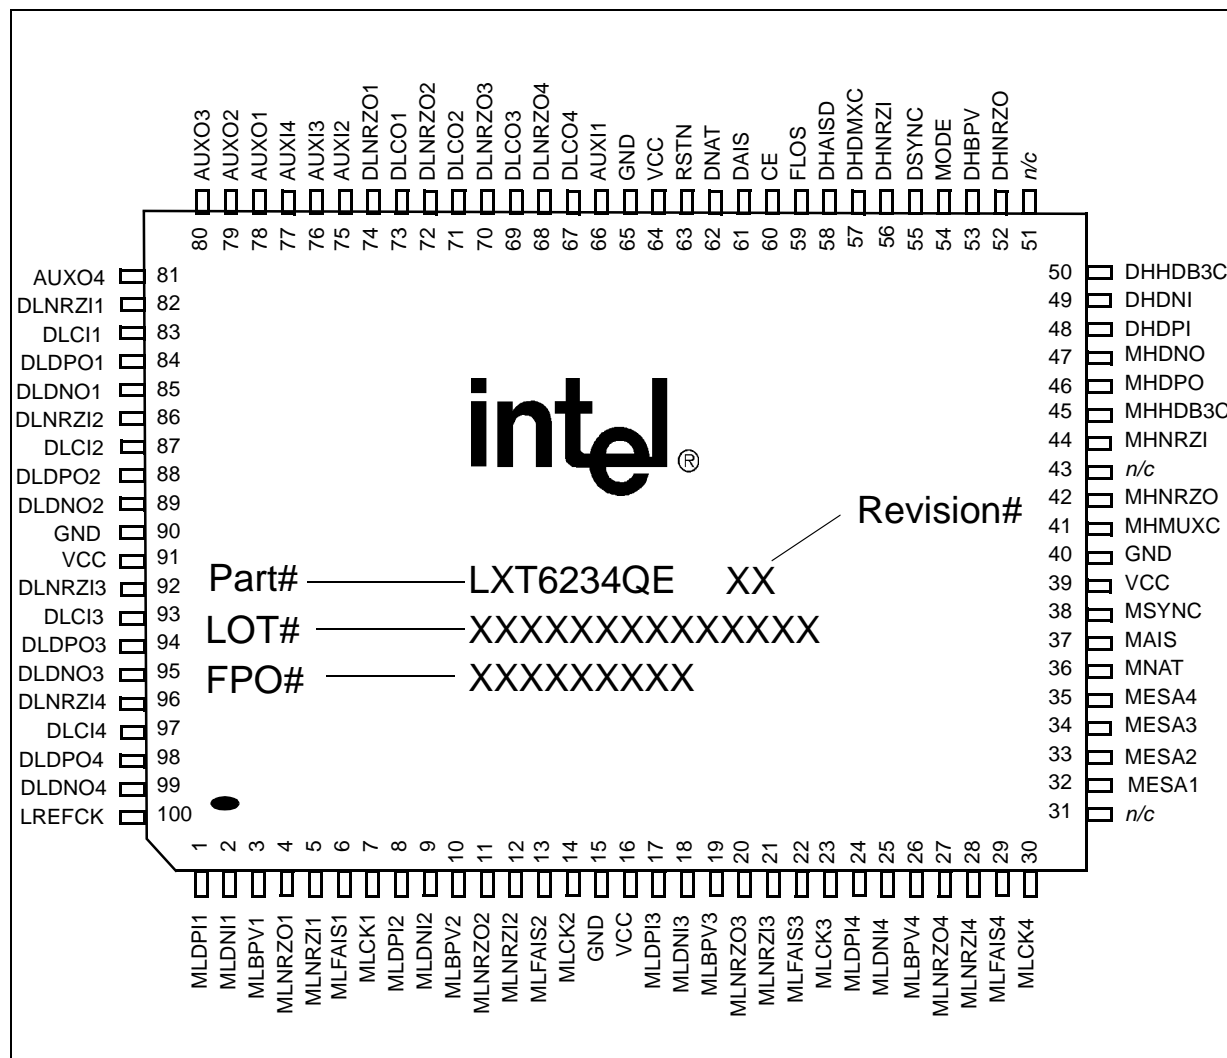 AUXO3 AUXO2 AUXO1 AUXI4 AUXI3 AUXI2 DLNRZO1 DLCO1 DLNRZO2 DLCO2 DLNRZO3 DLCO3 DLNRZO4 DLCO4 AUXI1 GND VCC RSTN DNAT DAIS CE FLOS DHAISD DHDMXC DHNRZI DSYNC MODE DHBPV DHNRZO n/c
80 79 78 77 76 75 74 73 72 71 70 69 68 67 66 65 64 63 62 61 60 59 58 57 56 55 54 53 52 51
AUXO4 81
DLNRZI1 82
DLCI1 83
DLDPO1 84
DLDNO1 85
DLNRZI2 86
DLCI2 87
DLDPO2 88
DLDNO2 89
GND 90
VCC 91
DLNRZI3 92
DLCI3 93
DLDPO3 94
DLDNO3 95
DLNRZI4 96
DLCI4 97
DLDPO4 98
DLDNO4 99
LREFCK 100
intel®
Revision#
Part# LXT6234QE XX
LOT# XXXXXXXXXXXXXX
FPO# XXXXXXXXX
50 DHHDB3C
49 DHDNI
48 DHDPI
47 MHDNO
46 MHDPO
45 MHHDB3C
44 MHNRZI
43 n/c
42 MHNRZO
41 MHMUXC
40 GND
39 VCC
38 MSYNC
37 MAIS
36 MNAT
35 MESA4
34 MESA3
33 MESA2
32 MESA1
31 n/c
1 2 3 4 5 6 7 8 9 10 11 12 13 14 15 16 17 18 19 20 21 22 23 24 25 26 27 28 29 30
MLDPI1 MLDNI1 MLBPV1 MLNRZO1 MLNRZI1 MLFAIS1 MLCK1 MLDPI2 MLDNI2 MLBPV2 MLNRZO2 MLNRZI2 MLFAIS2 MLCK2 GND VCC MLDPI3 MLDNI3 MLBPV3 MLNRZO3 MLNRZI3 MLFAIS3 MLCK3 MLDPI4 MLDNI4 MLBPV4 MLNRZO4 MLNRZI4 MLFAIS4 MLCK4